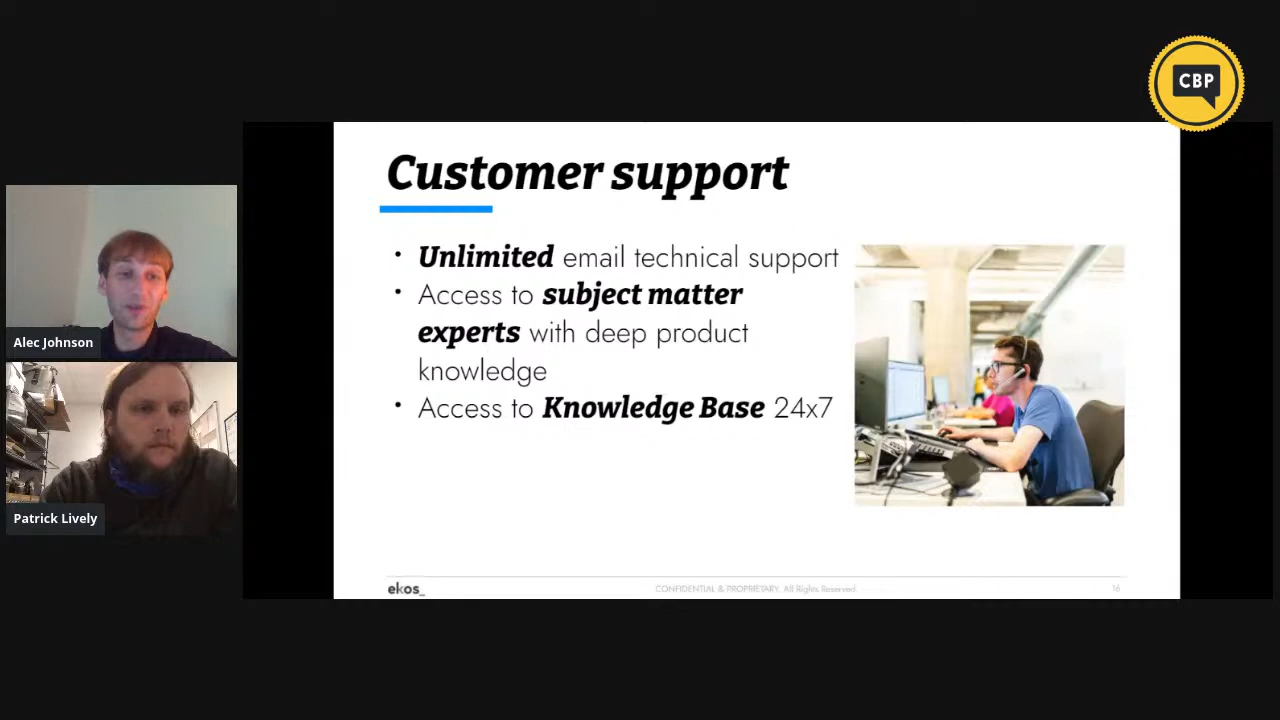 CBP
Customer support
• Unlimited email technical support
• Access to subject matter
experts with deep product
knowledge
• Access to Knowledge Base 24x7
Alec Johnson
Patrick Lively
ekos_
CONFIDENTIAL & PROPRIETARY. All Rights Reserved.
16